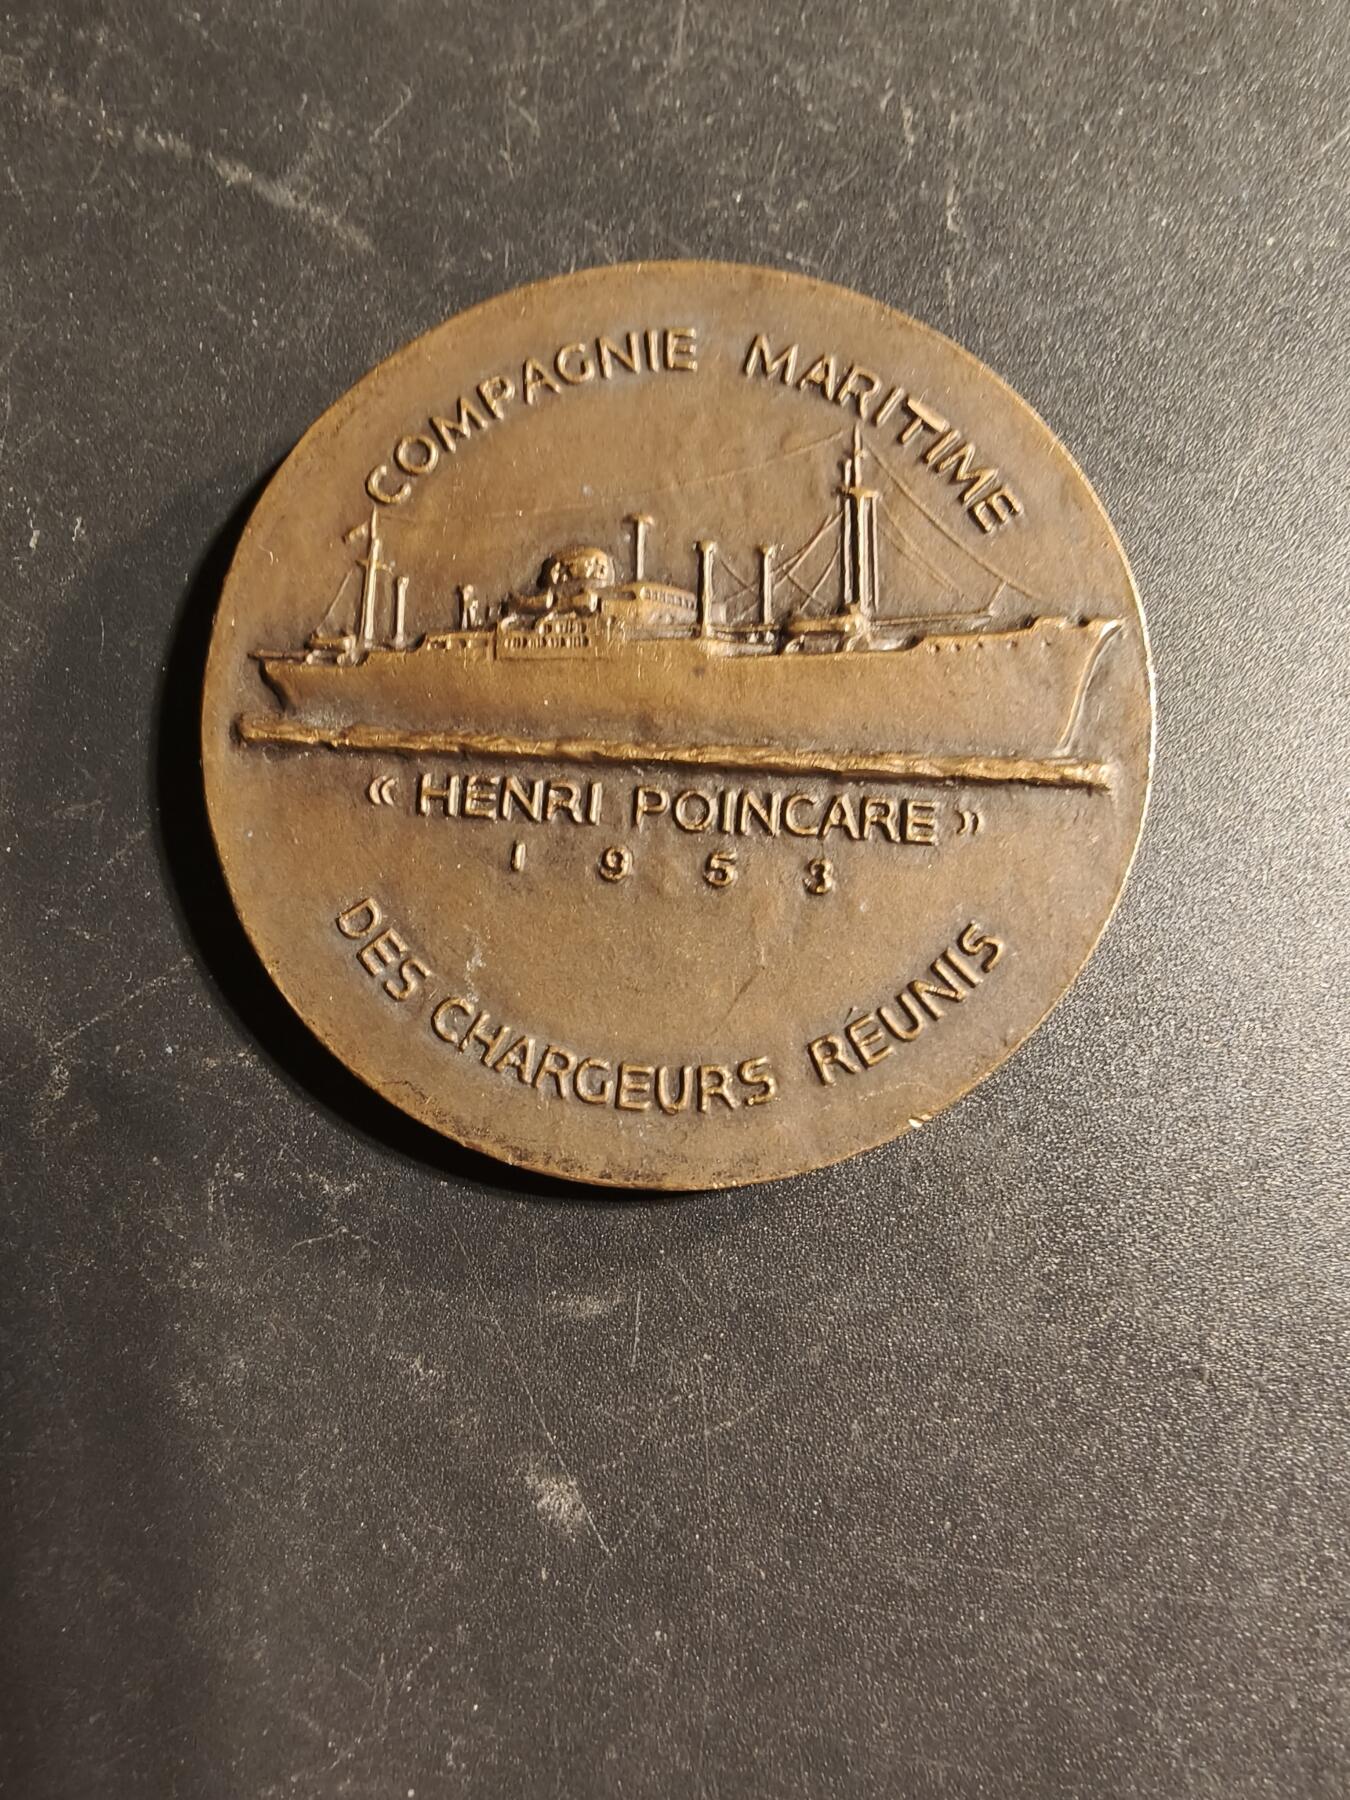 COMPAGNIE MARITIME
« HENRI POINCARE »
1953
DES CHARGEURS RÉUNIS